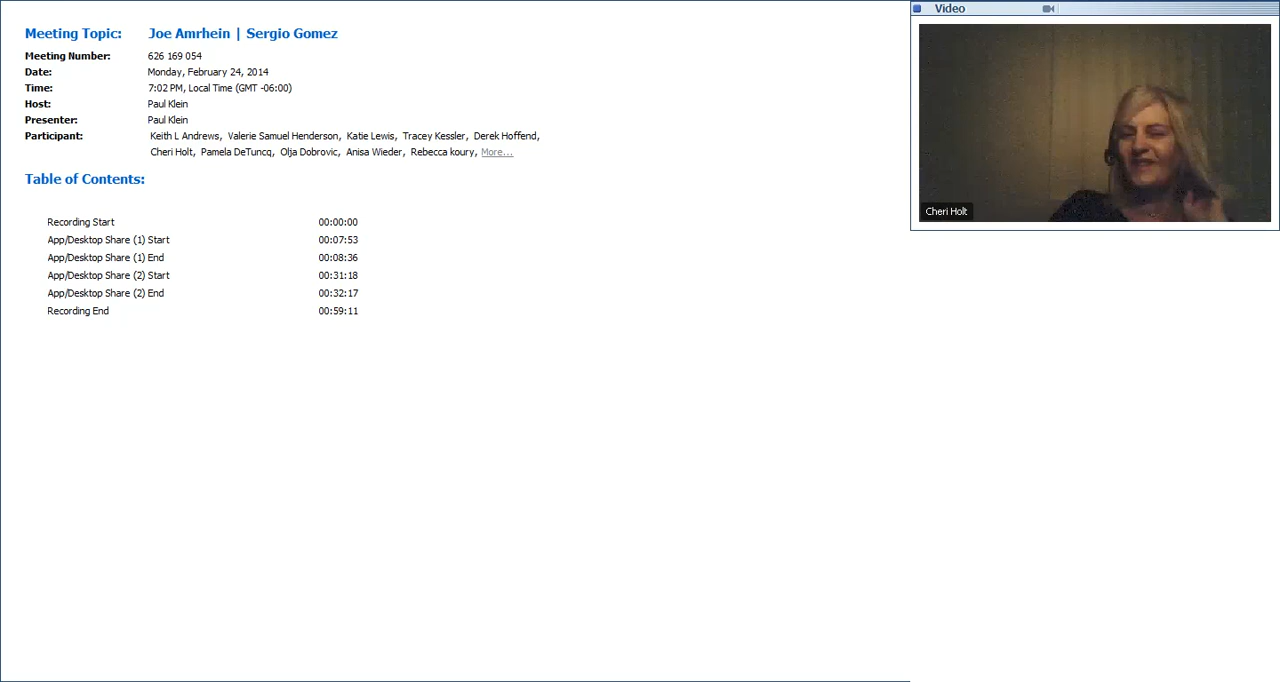 Meeting Topic: Joe Amrhein | Sergio Gomez
Meeting Number: 626 169 054
Date: Monday, February 24, 2014
Time: 7:02 PM, Local Time (GMT -06:00)
Host: Paul Klein
Presenter: Paul Klein
Participant: Keith L Andrews, Valerie Samuel Henderson, Katie Lewis, Tracey Kessler, Derek Hoffend,
Cheri Holt, Pamela DeTuncq, Olja Dobrovic, Anisa Wieder, Rebecca koury, More...
Table of Contents:
Recording Start 00:00:00
App/Desktop Share (1) Start 00:07:53
App/Desktop Share (1) End 00:08:36
App/Desktop Share (2) Start 00:31:18
App/Desktop Share (2) End 00:32:17
Recording End 00:59:11
Video
Cheri Holt